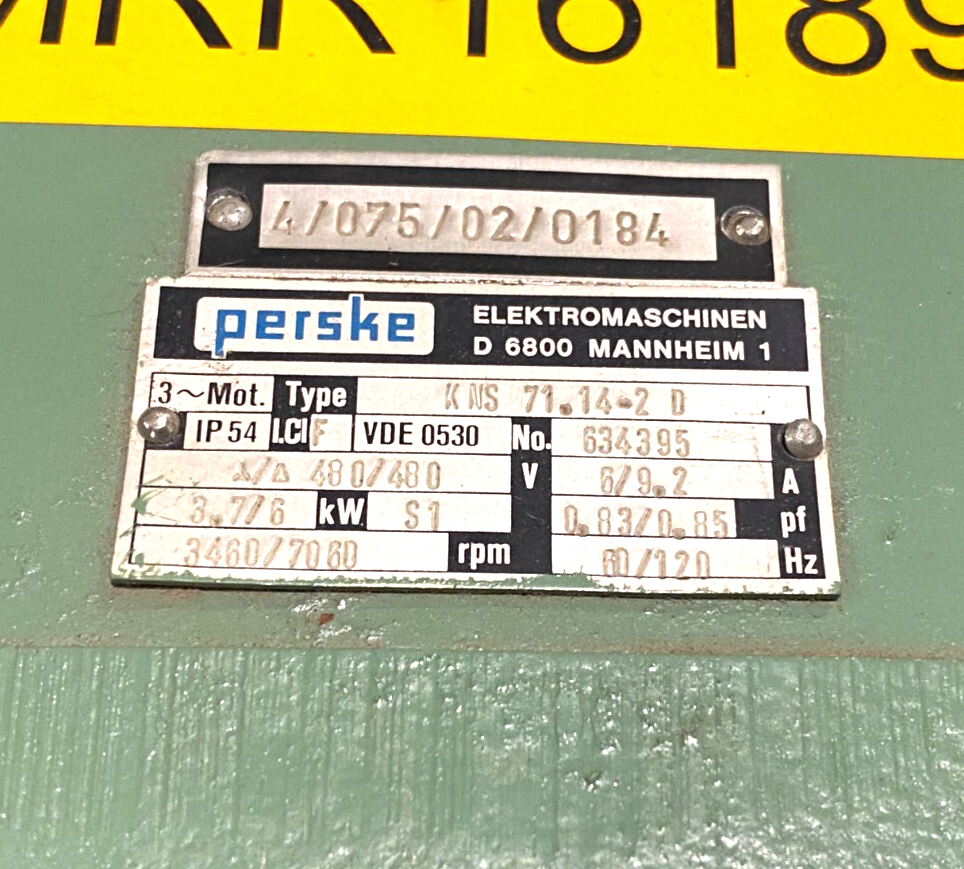 MRR16189
4/075/02/0184
perske ELEKTROMASCHINEN
D 6800 MANNHEIM 1
3~Mot. Type K NS 71.14-2 D
IP 54 I.Cl F VDE 0530 No. 634395
⅄/Δ 480/480 V 6/9.2 A
3.7/6 kW S1 0.83/0.85 pf
3460/7060 rpm 60/120 Hz